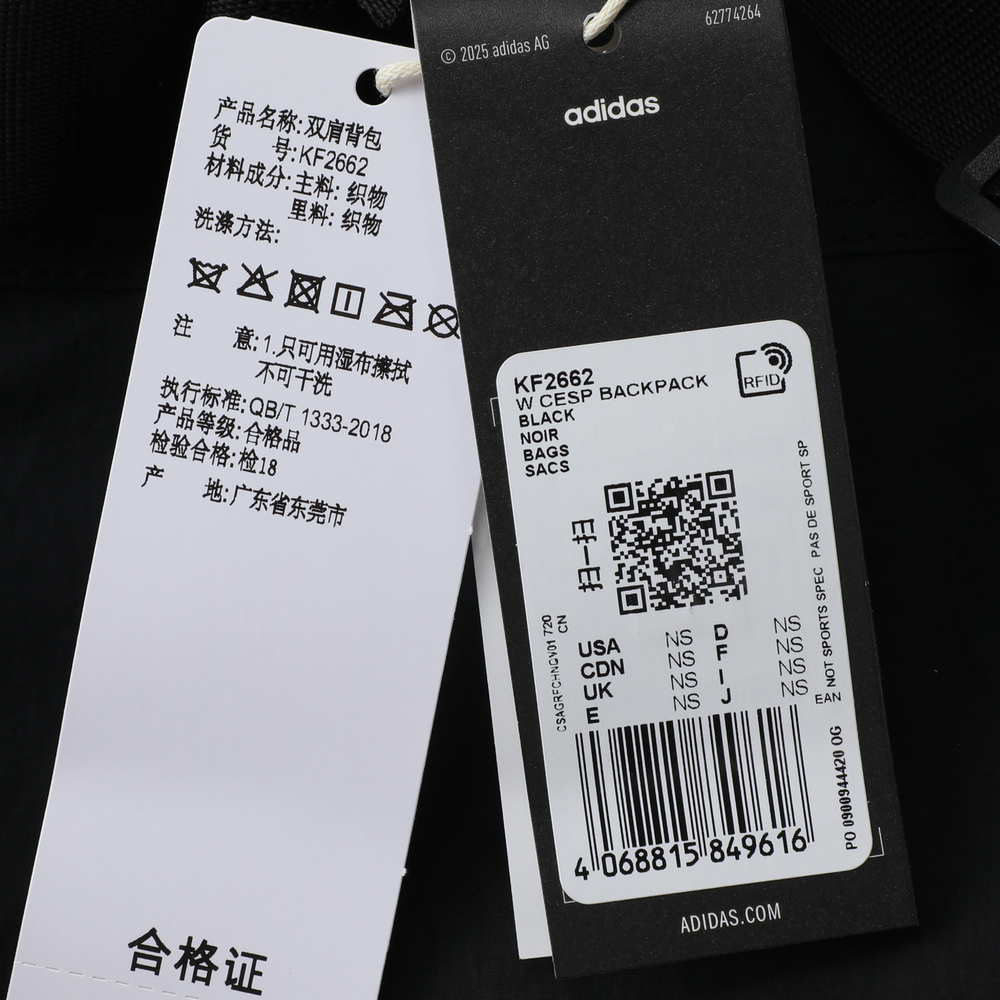 产品名称:双肩背包
货 号:KF2662
材料成分:主料: 织物
里料: 织物
洗涤方法:
注 意:1.只可用湿布擦拭
不可干洗
执行标准:QB/T 1333-2018
产品等级:合格品
检验合格:检18
产 地:广东省东莞市
合格证
© 2025 adidas AG
62774264
adidas
KF2662
W CESP BACKPACK
BLACK
NOIR
BAGS
SACS
RFID
扫一扫
CSAGRFCHNQV01 720
CN
USA NS D NS
CDN NS F NS
UK NS I NS
E NS J NS
EAN
NOT SPORTS SPEC PAS DE SPORT SP
PO 0900944420 OG
4 068815 849616
ADIDAS.COM